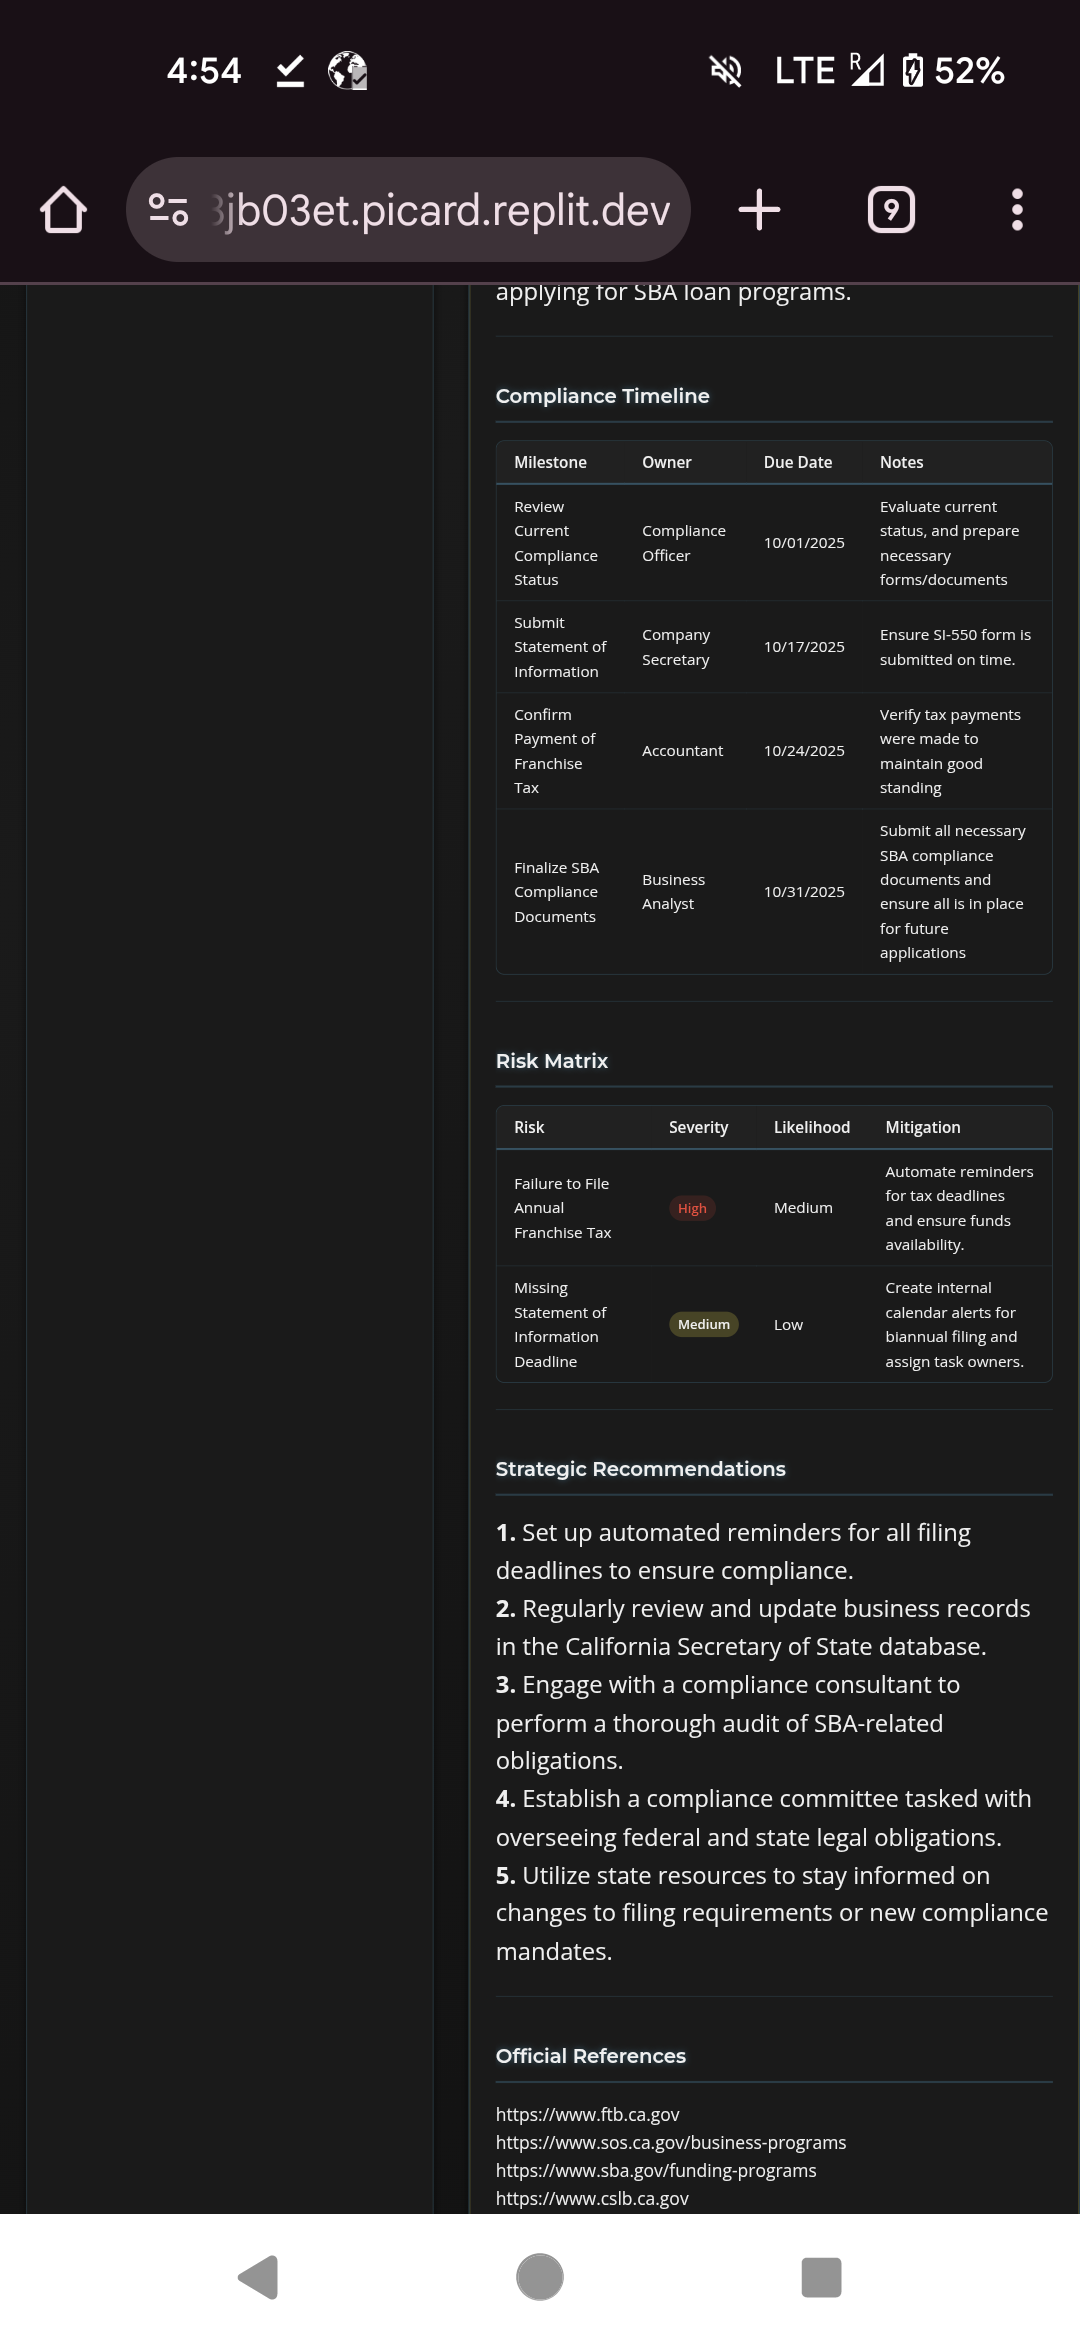 4:54
LTE R 52%
3jb03et.picard.replit.dev
9
applying for SBA loan programs.
Compliance Timeline
Milestone Owner Due Date Notes
Review
Current
Compliance
Status
Compliance
Officer
10/01/2025
Evaluate current
status, and prepare
necessary
forms/documents
Submit
Statement of
Information
Company
Secretary
10/17/2025
Ensure SI-550 form is
submitted on time.
Confirm
Payment of
Franchise
Tax
Accountant
10/24/2025
Verify tax payments
were made to
maintain good
standing
Finalize SBA
Compliance
Documents
Business
Analyst
10/31/2025
Submit all necessary
SBA compliance
documents and
ensure all is in place
for future
applications
Risk Matrix
Risk Severity Likelihood Mitigation
Failure to File
Annual
Franchise Tax
High
Medium
Automate reminders
for tax deadlines
and ensure funds
availability.
Missing
Statement of
Information
Deadline
Medium
Low
Create internal
calendar alerts for
biannual filing and
assign task owners.
Strategic Recommendations
1. Set up automated reminders for all filing
deadlines to ensure compliance.
2. Regularly review and update business records
in the California Secretary of State database.
3. Engage with a compliance consultant to
perform a thorough audit of SBA-related
obligations.
4. Establish a compliance committee tasked with
overseeing federal and state legal obligations.
5. Utilize state resources to stay informed on
changes to filing requirements or new compliance
mandates.
Official References
https://www.ftb.ca.gov
https://www.sos.ca.gov/business-programs
https://www.sba.gov/funding-programs
https://www.cslb.ca.gov